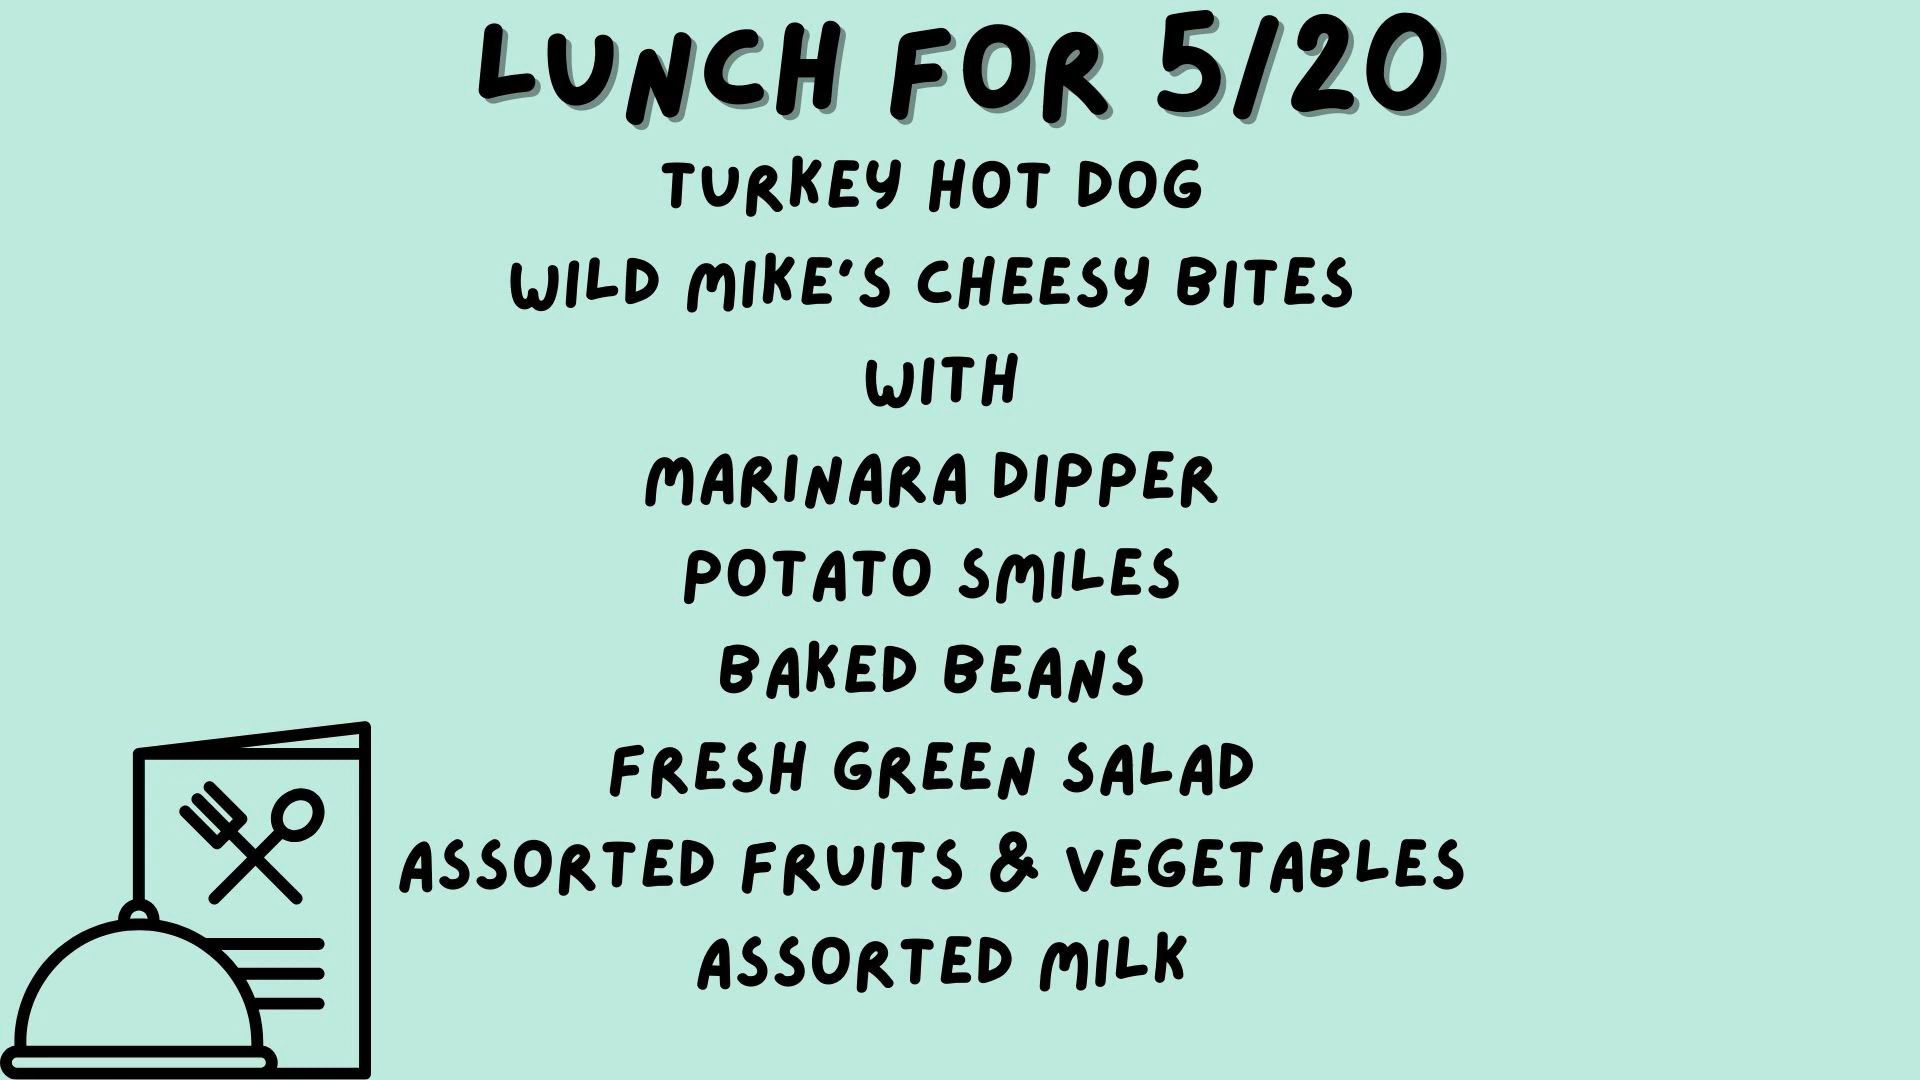 LUNCH FOR 5/20
TURKEY HOT DOG
WILD MIKE'S CHEESY BITES
WITH
MARINARA DIPPER
POTATO SMILES
BAKED BEANS
FRESH GREEN SALAD
ASSORTED FRUITS & VEGETABLES
ASSORTED MILK